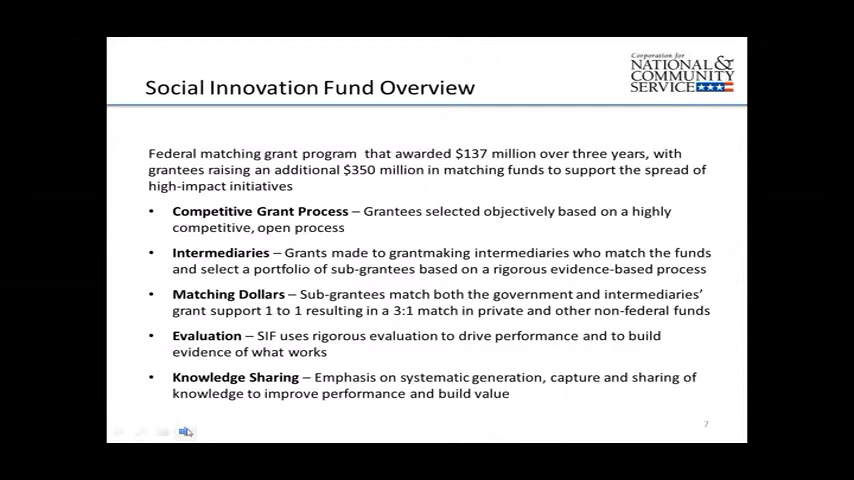 Corporation for
NATIONAL &
COMMUNITY
SERVICE
Social Innovation Fund Overview
Federal matching grant program that awarded $137 million over three years, with
grantees raising an additional $350 million in matching funds to support the spread of
high-impact initiatives
• Competitive Grant Process – Grantees selected objectively based on a highly
competitive, open process
• Intermediaries – Grants made to grantmaking intermediaries who match the funds
and select a portfolio of sub-grantees based on a rigorous evidence-based process
• Matching Dollars – Sub-grantees match both the government and intermediaries’
grant support 1 to 1 resulting in a 3:1 match in private and other non-federal funds
• Evaluation – SIF uses rigorous evaluation to drive performance and to build
evidence of what works
• Knowledge Sharing – Emphasis on systematic generation, capture and sharing of
knowledge to improve performance and build value
7